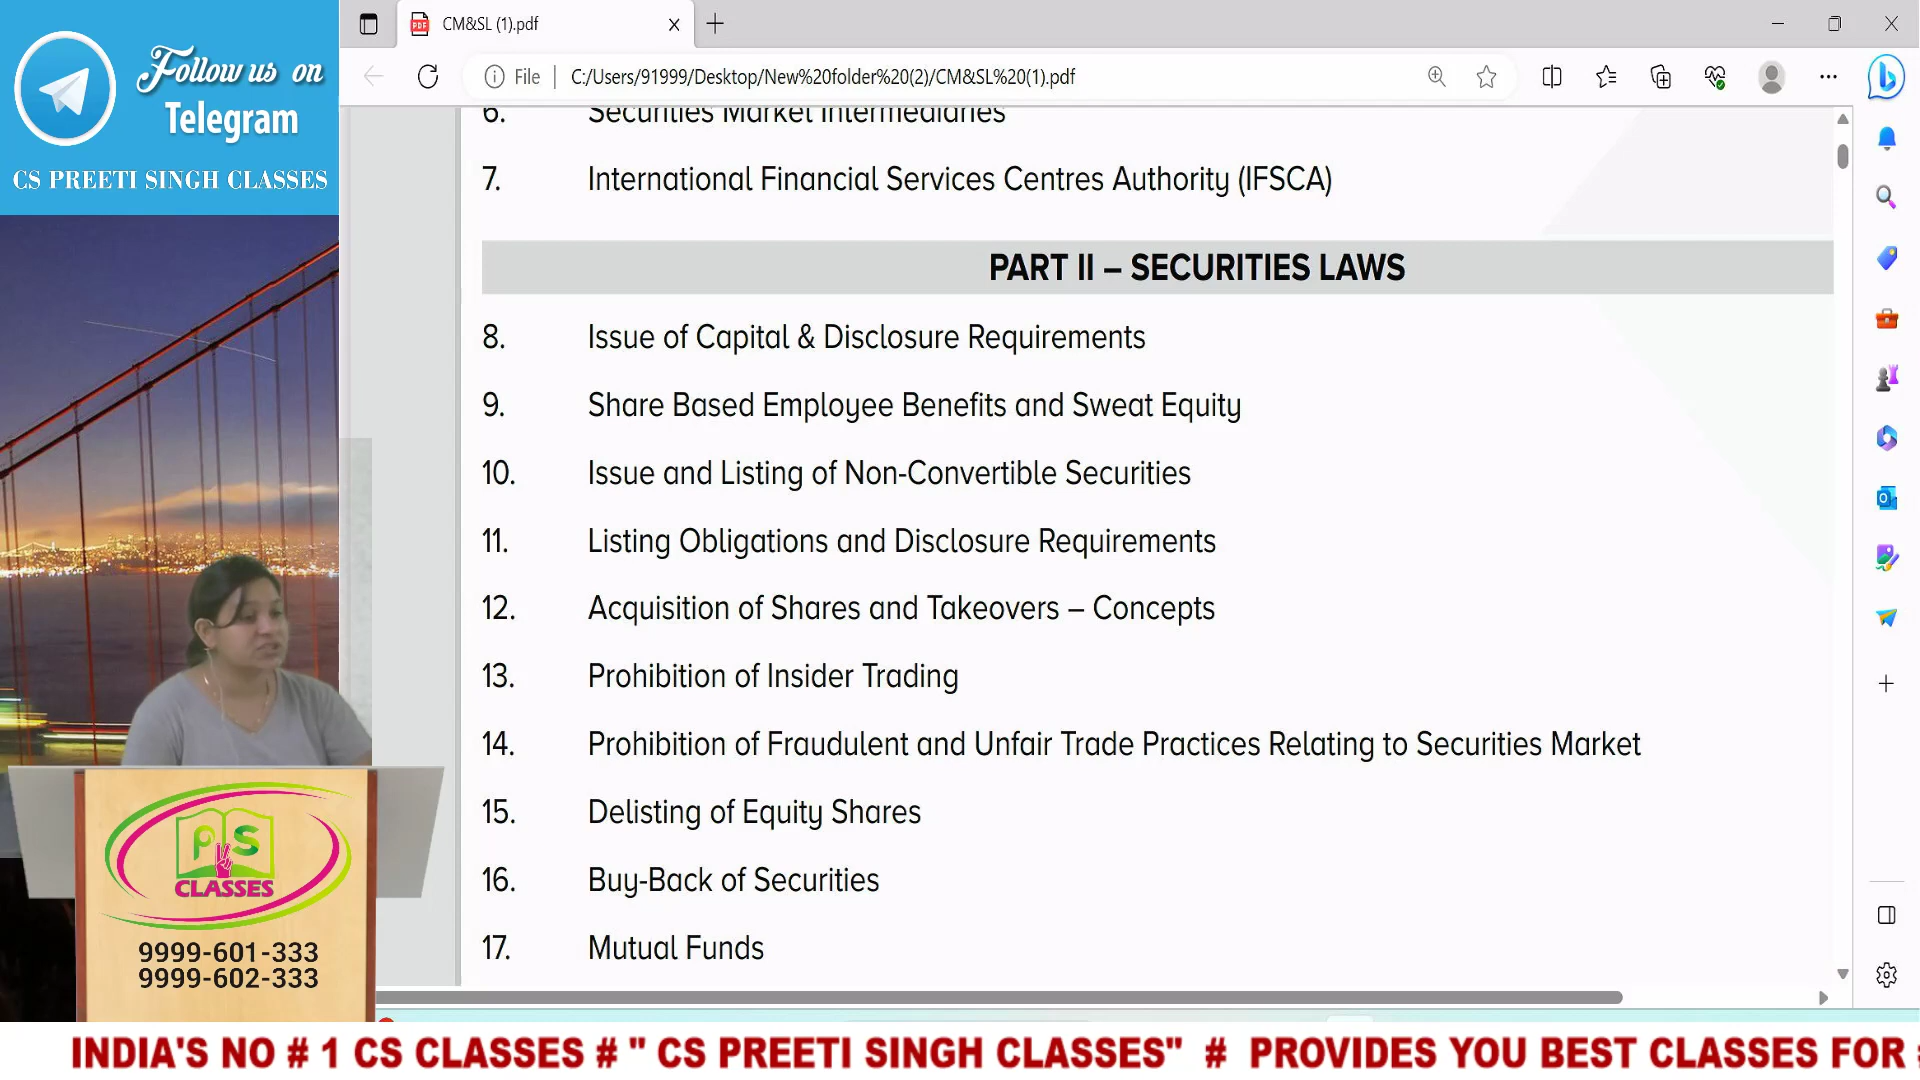 Follow us on
Telegram
CS PREETI SINGH CLASSES
CM&SL (1).pdf
File
C:/Users/91999/Desktop/New%20folder%20(2)/CM&SL%20(1).pdf
6. Securities Market Intermediaries
7. International Financial Services Centres Authority (IFSCA)
PART II – SECURITIES LAWS
8. Issue of Capital & Disclosure Requirements
9. Share Based Employee Benefits and Sweat Equity
10. Issue and Listing of Non-Convertible Securities
11. Listing Obligations and Disclosure Requirements
12. Acquisition of Shares and Takeovers – Concepts
13. Prohibition of Insider Trading
14. Prohibition of Fraudulent and Unfair Trade Practices Relating to Securities Market
15. Delisting of Equity Shares
16. Buy-Back of Securities
17. Mutual Funds
PS
CLASSES
9999-601-333
9999-602-333
INDIA'S NO # 1 CS CLASSES # " CS PREETI SINGH CLASSES" # PROVIDES YOU BEST CLASSES FOR #